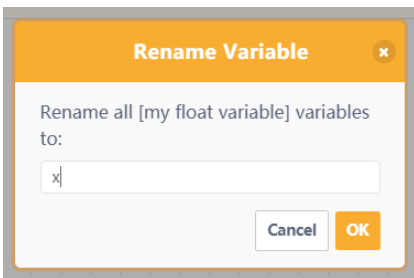 Rename Variable
Rename all [my float variable] variables
to:
x
Cancel OK